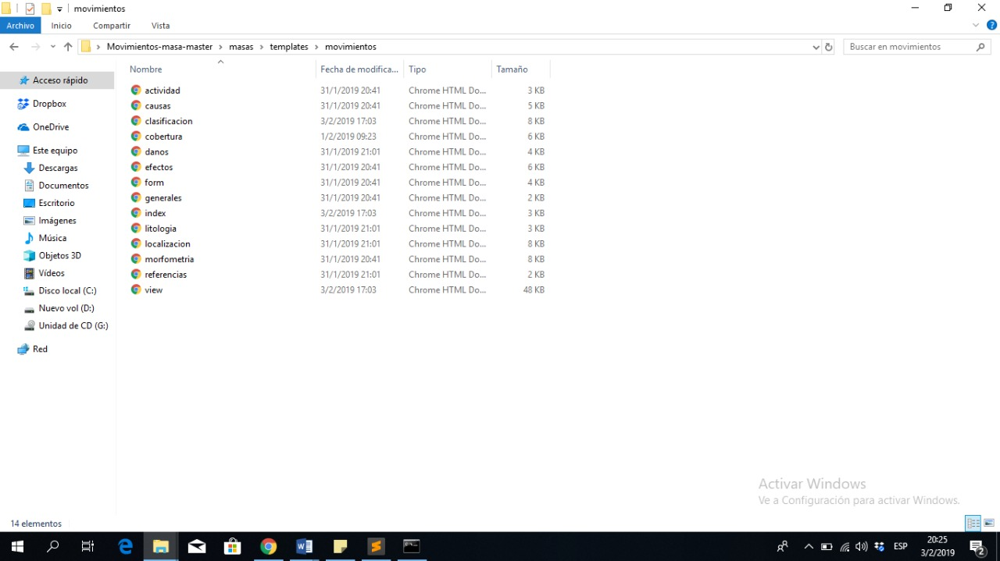 movimientos
Archivo Inicio Compartir Vista
Movimientos-masa-master > masas > templates > movimientos
Buscar en movimientos
Nombre Fecha de modifica... Tipo Tamaño
Acceso rápido
Dropbox
OneDrive
Este equipo
Descargas
Documentos
Escritorio
Imágenes
Música
Objetos 3D
Vídeos
Disco local (C:)
Nuevo vol (D:)
Unidad de CD (G:)
Red
actividad 31/1/2019 20:41 Chrome HTML Do... 3 KB
causas 31/1/2019 20:41 Chrome HTML Do... 5 KB
clasificacion 3/2/2019 17:03 Chrome HTML Do... 8 KB
cobertura 1/2/2019 09:23 Chrome HTML Do... 6 KB
danos 31/1/2019 21:01 Chrome HTML Do... 4 KB
efectos 31/1/2019 20:41 Chrome HTML Do... 6 KB
form 31/1/2019 20:41 Chrome HTML Do... 4 KB
generales 31/1/2019 20:41 Chrome HTML Do... 2 KB
index 3/2/2019 17:03 Chrome HTML Do... 3 KB
litologia 31/1/2019 21:01 Chrome HTML Do... 3 KB
localizacion 31/1/2019 21:01 Chrome HTML Do... 8 KB
morfometria 31/1/2019 20:41 Chrome HTML Do... 8 KB
referencias 31/1/2019 21:01 Chrome HTML Do... 2 KB
view 3/2/2019 17:03 Chrome HTML Do... 48 KB
Activar Windows
Ve a Configuración para activar Windows.
14 elementos
ESP
20:25
3/2/2019
2